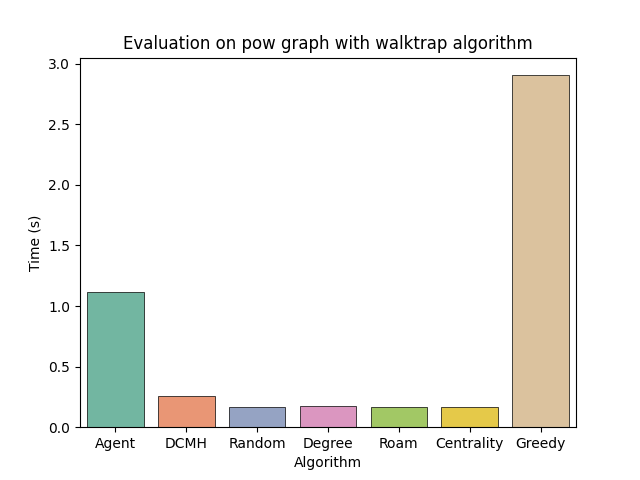 Evaluation on pow graph with walktrap algorithm
3.0
2.5
2.0
1.5
1.0
0.5
0.0
Time (s)
Agent DCMH Random Degree Roam Centrality Greedy
Algorithm